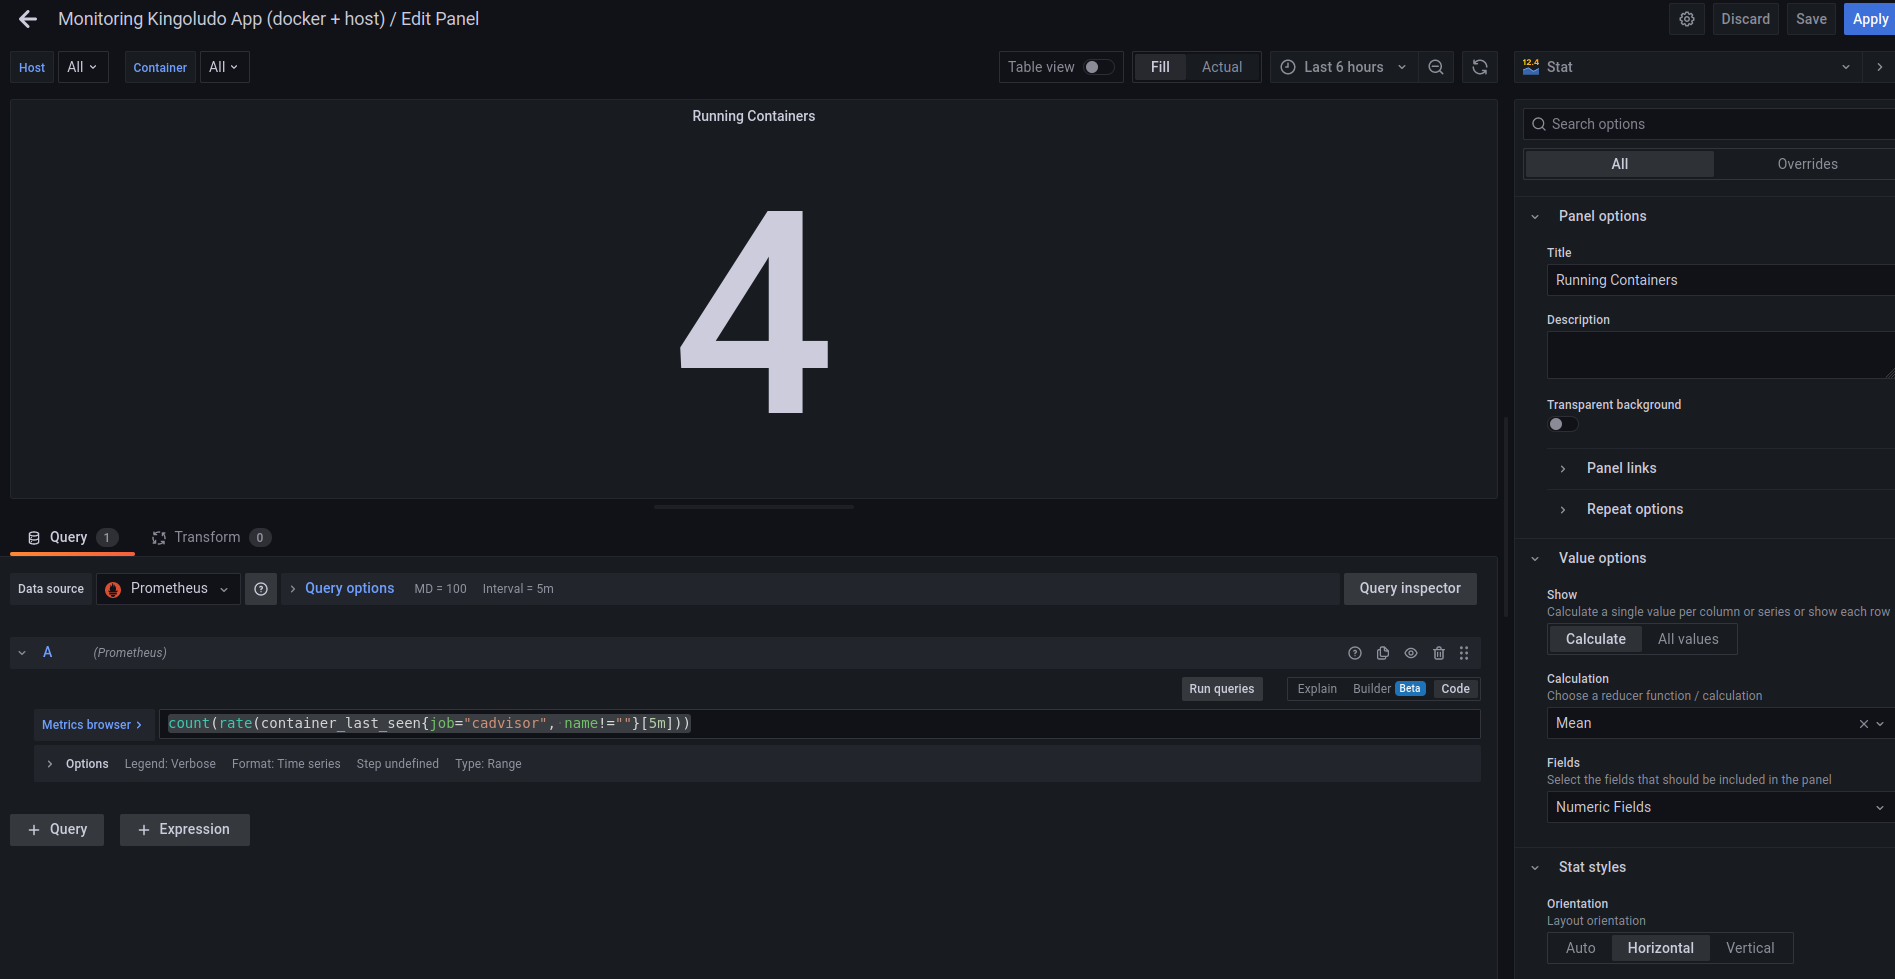 Monitoring Kingoludo App (docker + host) / Edit Panel
Discard
Save
Apply
Host
All
Container
All
Table view
Fill
Actual
Last 6 hours
12.4
Stat
Running Containers
4
Search options
All
Overrides
Panel options
Title
Running Containers
Description
Transparent background
Panel links
Repeat options
Value options
Show
Calculate a single value per column or series or show each row
Calculate
All values
Calculation
Choose a reducer function / calculation
Mean
Fields
Select the fields that should be included in the panel
Numeric Fields
Stat styles
Orientation
Layout orientation
Auto
Horizontal
Vertical
Query 1
Transform 0
Data source
Prometheus
Query options
MD = 100
Interval = 5m
Query inspector
A
(Prometheus)
Run queries
Explain
Builder
Beta
Code
Metrics browser >
count(rate(container_last_seen{job="cadvisor", name!=""}[5m]))
Options
Legend: Verbose
Format: Time series
Step undefined
Type: Range
+ Query
+ Expression